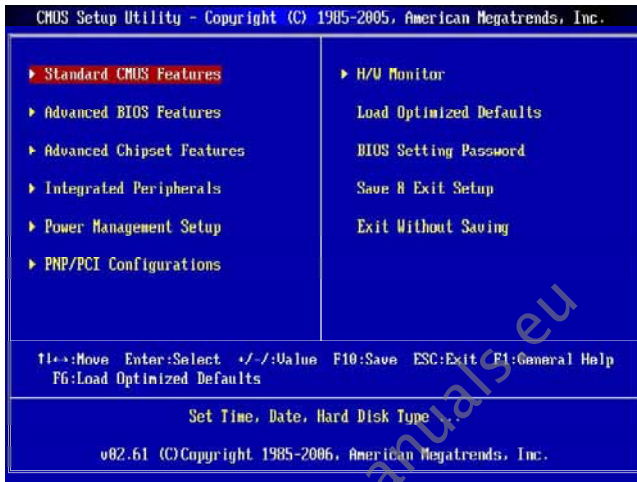 CMOS Setup Utility - Copyright (C) 1985-2005, American Megatrends, Inc.
▶ Standard CMOS Features
▶ Advanced BIOS Features
▶ Advanced Chipset Features
▶ Integrated Peripherals
▶ Power Management Setup
▶ PNP/PCI Configurations
▶ H/W Monitor
Load Optimized Defaults
BIOS Setting Password
Save & Exit Setup
Exit Without Saving
↑↓←→:Move Enter:Select +/-/:Value F10:Save ESC:Exit F1:General Help
F6:Load Optimized Defaults
Set Time, Date, Hard Disk Type ...
v02.61 (C)Copyright 1985-2006, American Megatrends, Inc.
anuals.eu